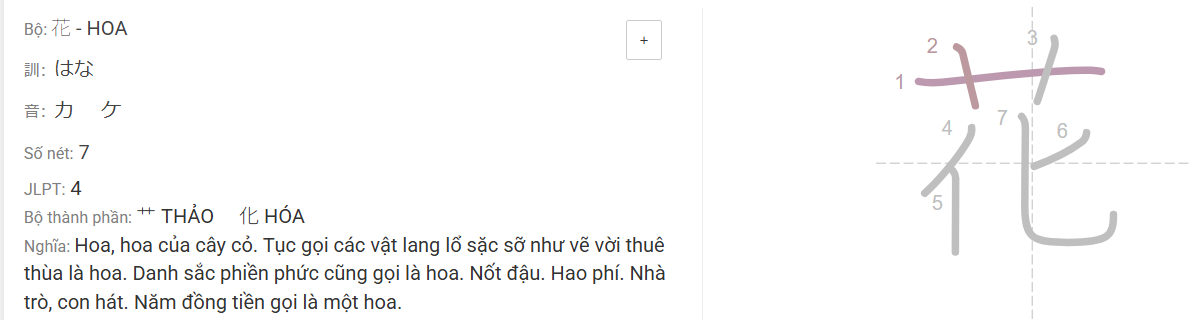 Bộ: 花 - HOA
+
訓: はな
音: カ ケ
Số nét: 7
JLPT: 4
Bộ thành phần: 艹 THẢO 化 HÓA
Nghĩa: Hoa, hoa của cây cỏ. Tục gọi các vật lang lổ sặc sỡ như vẽ vời thuê
thùa là hoa. Danh sắc phiền phức cũng gọi là hoa. Nốt đậu. Hao phí. Nhà
trò, con hát. Năm đồng tiền gọi là một hoa.
花
1
2
3
4
5
6
7